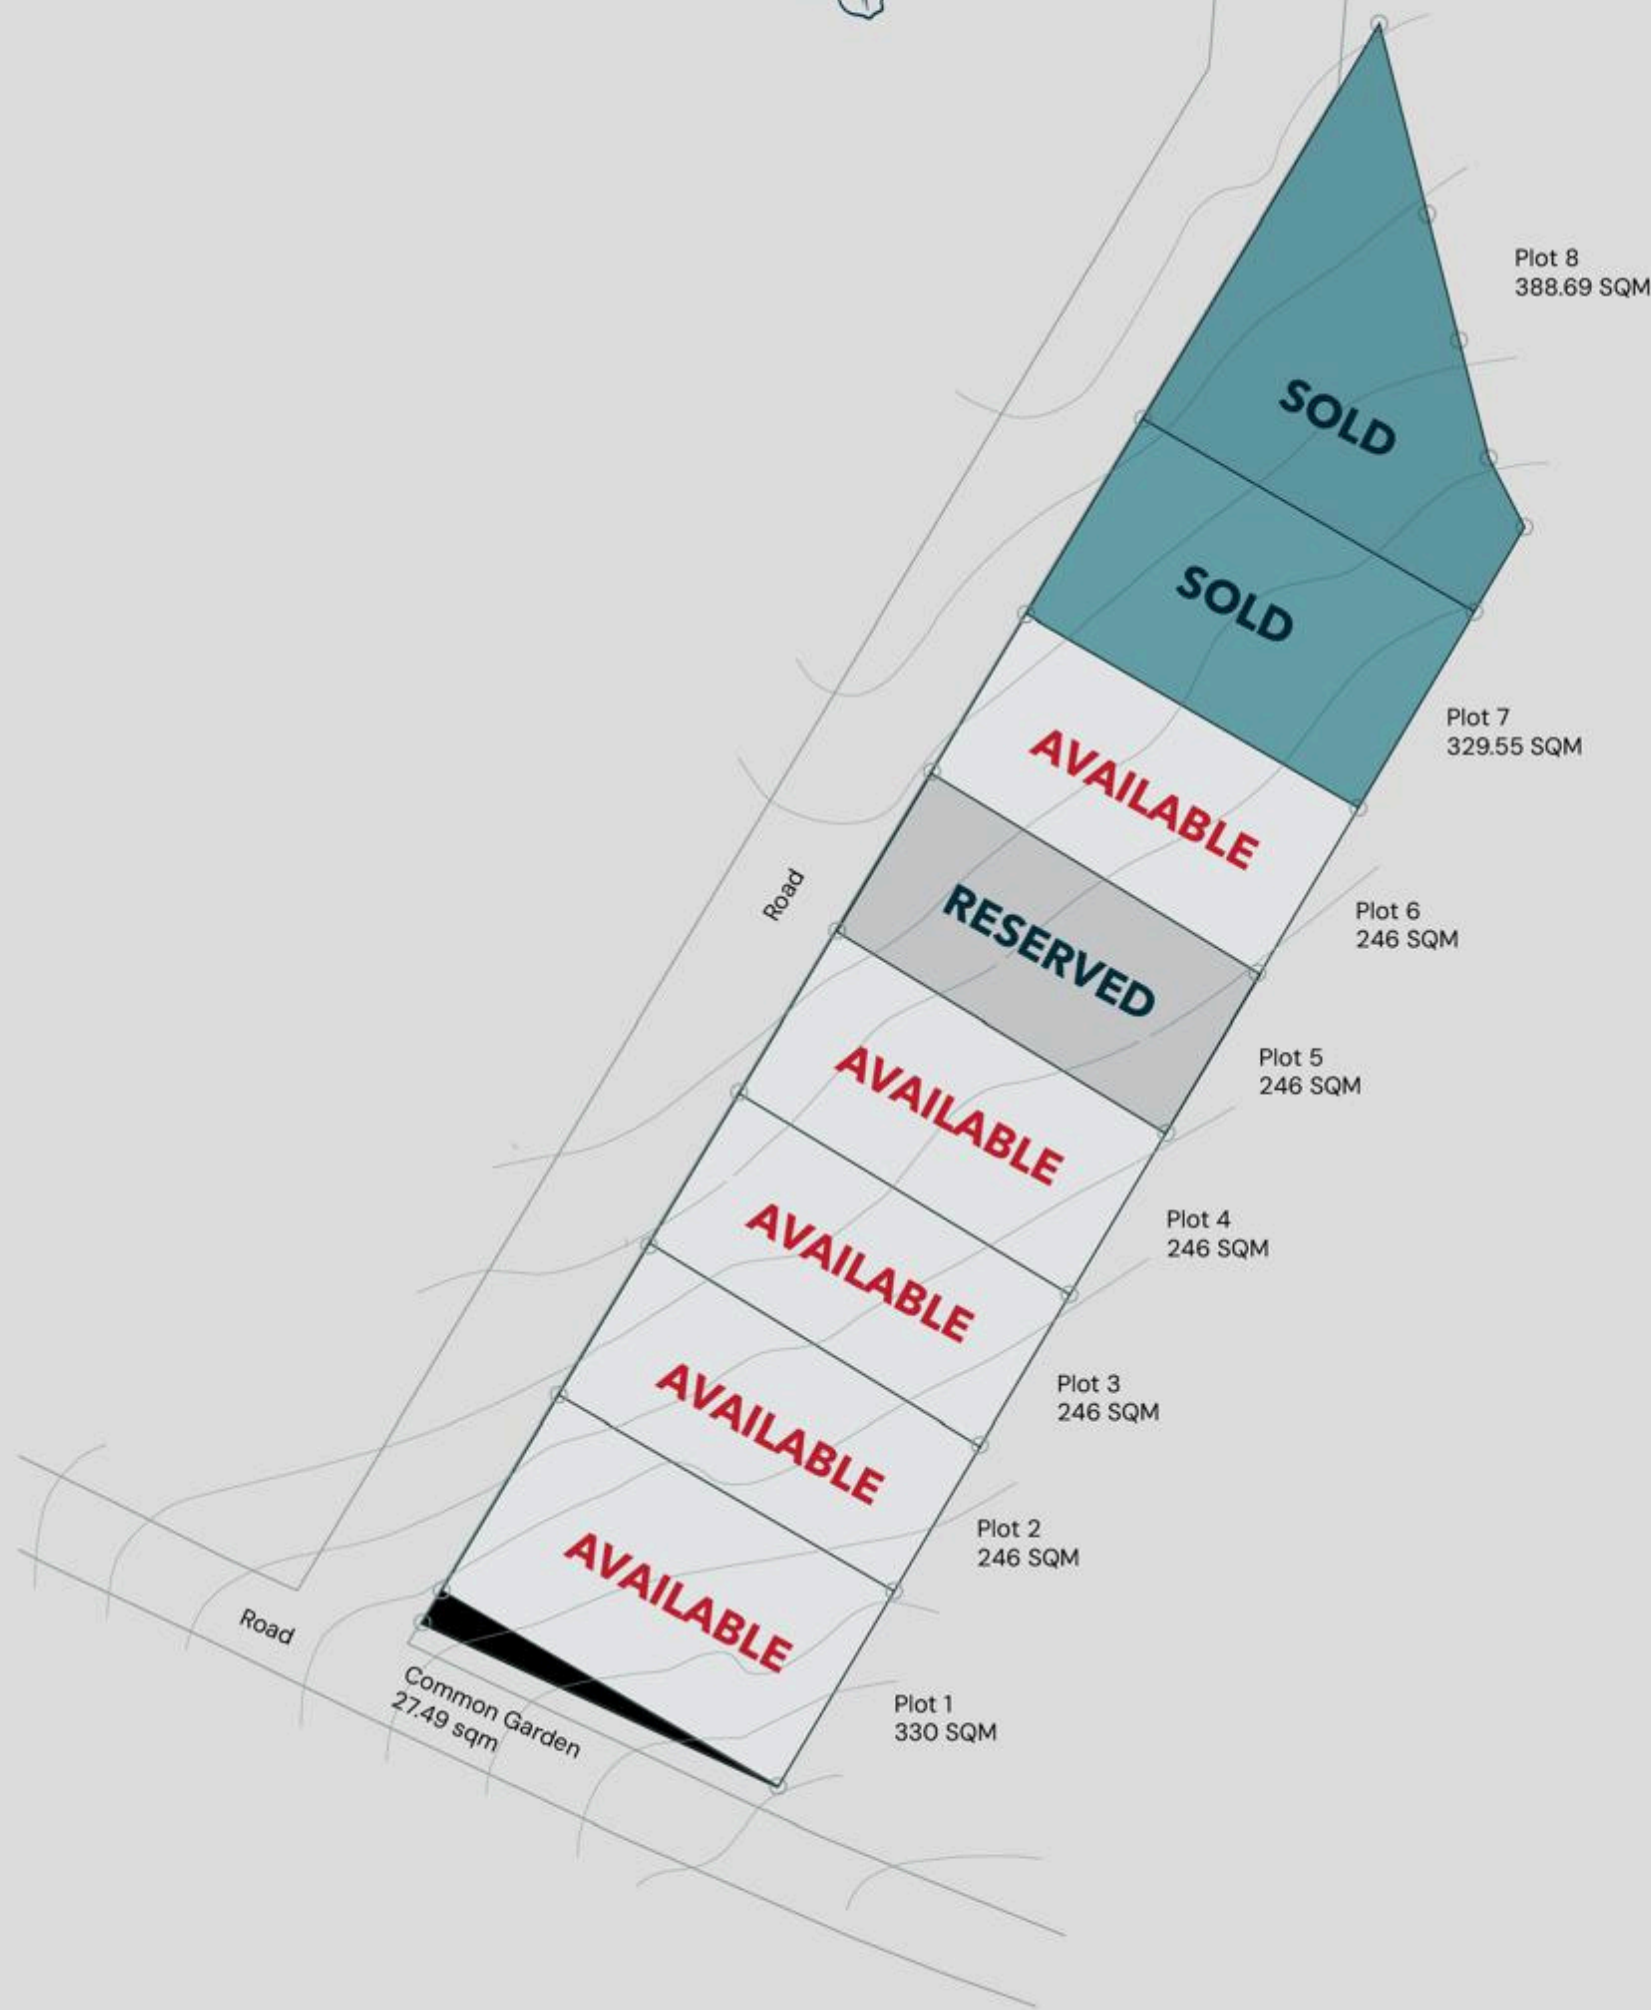 Plot 8
388.69 SQM
SOLD
SOLD
Plot 7
329.55 SQM
AVAILABLE
Road
RESERVED
Plot 6
246 SQM
AVAILABLE
Plot 5
246 SQM
AVAILABLE
Plot 4
246 SQM
AVAILABLE
Plot 3
246 SQM
AVAILABLE
Plot 2
246 SQM
Road
Common Garden
27.49 sqm
Plot 1
330 SQM